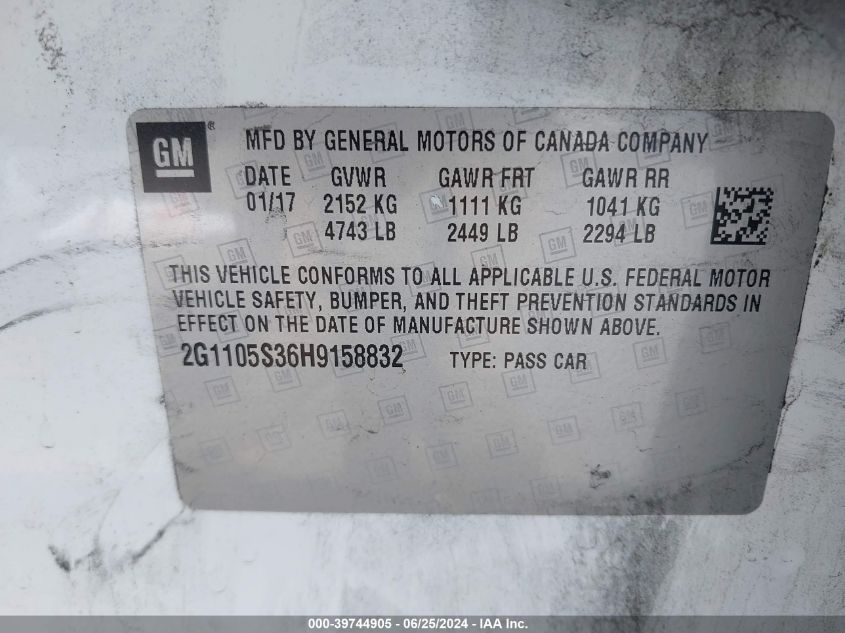 GM ®
MFD BY GENERAL MOTORS OF CANADA COMPANY
DATE GVWR GAWR FRT GAWR RR
01/17 2152 KG 1111 KG 1041 KG
4743 LB 2449 LB 2294 LB
THIS VEHICLE CONFORMS TO ALL APPLICABLE U.S. FEDERAL MOTOR
VEHICLE SAFETY, BUMPER, AND THEFT PREVENTION STANDARDS IN
EFFECT ON THE DATE OF MANUFACTURE SHOWN ABOVE.
2G1105S36H9158832 TYPE: PASS CAR
000-39744905 - 06/25/2024 - IAA Inc.